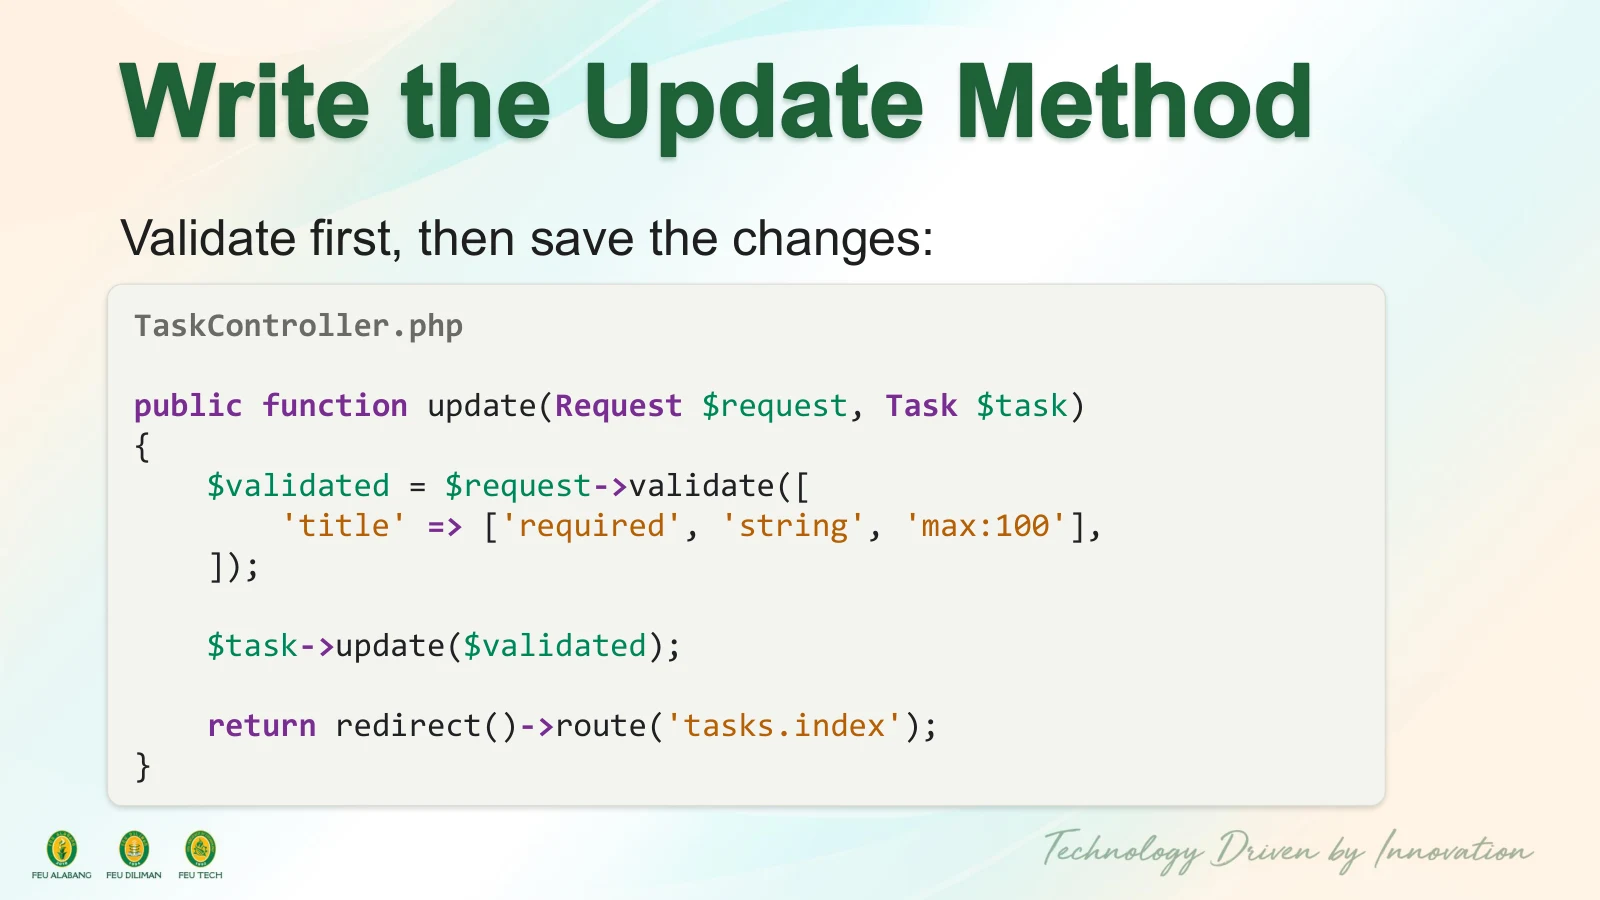 Write the Update Method
Validate first, then save the changes:
TaskController.php
public function update(Request $request, Task $task)
{
    $validated = $request->validate([
        'title' => ['required', 'string', 'max:100'],
    ]);
    $task->update($validated);
    return redirect()->route('tasks.index');
}
FEU ALABANG
FEU DILIMAN
FEU TECH
Technology Driven by Innovation